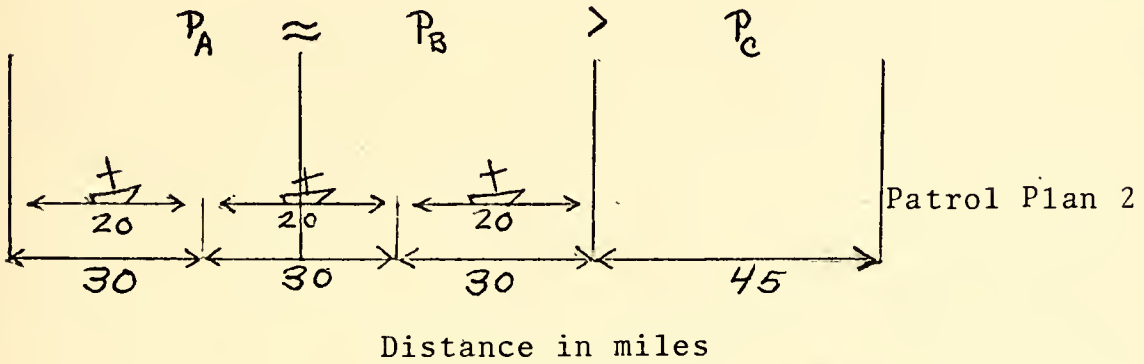 P_A ≈ P_B > P_C
20 20 20 Patrol Plan 2
30 30 30 45
Distance in miles